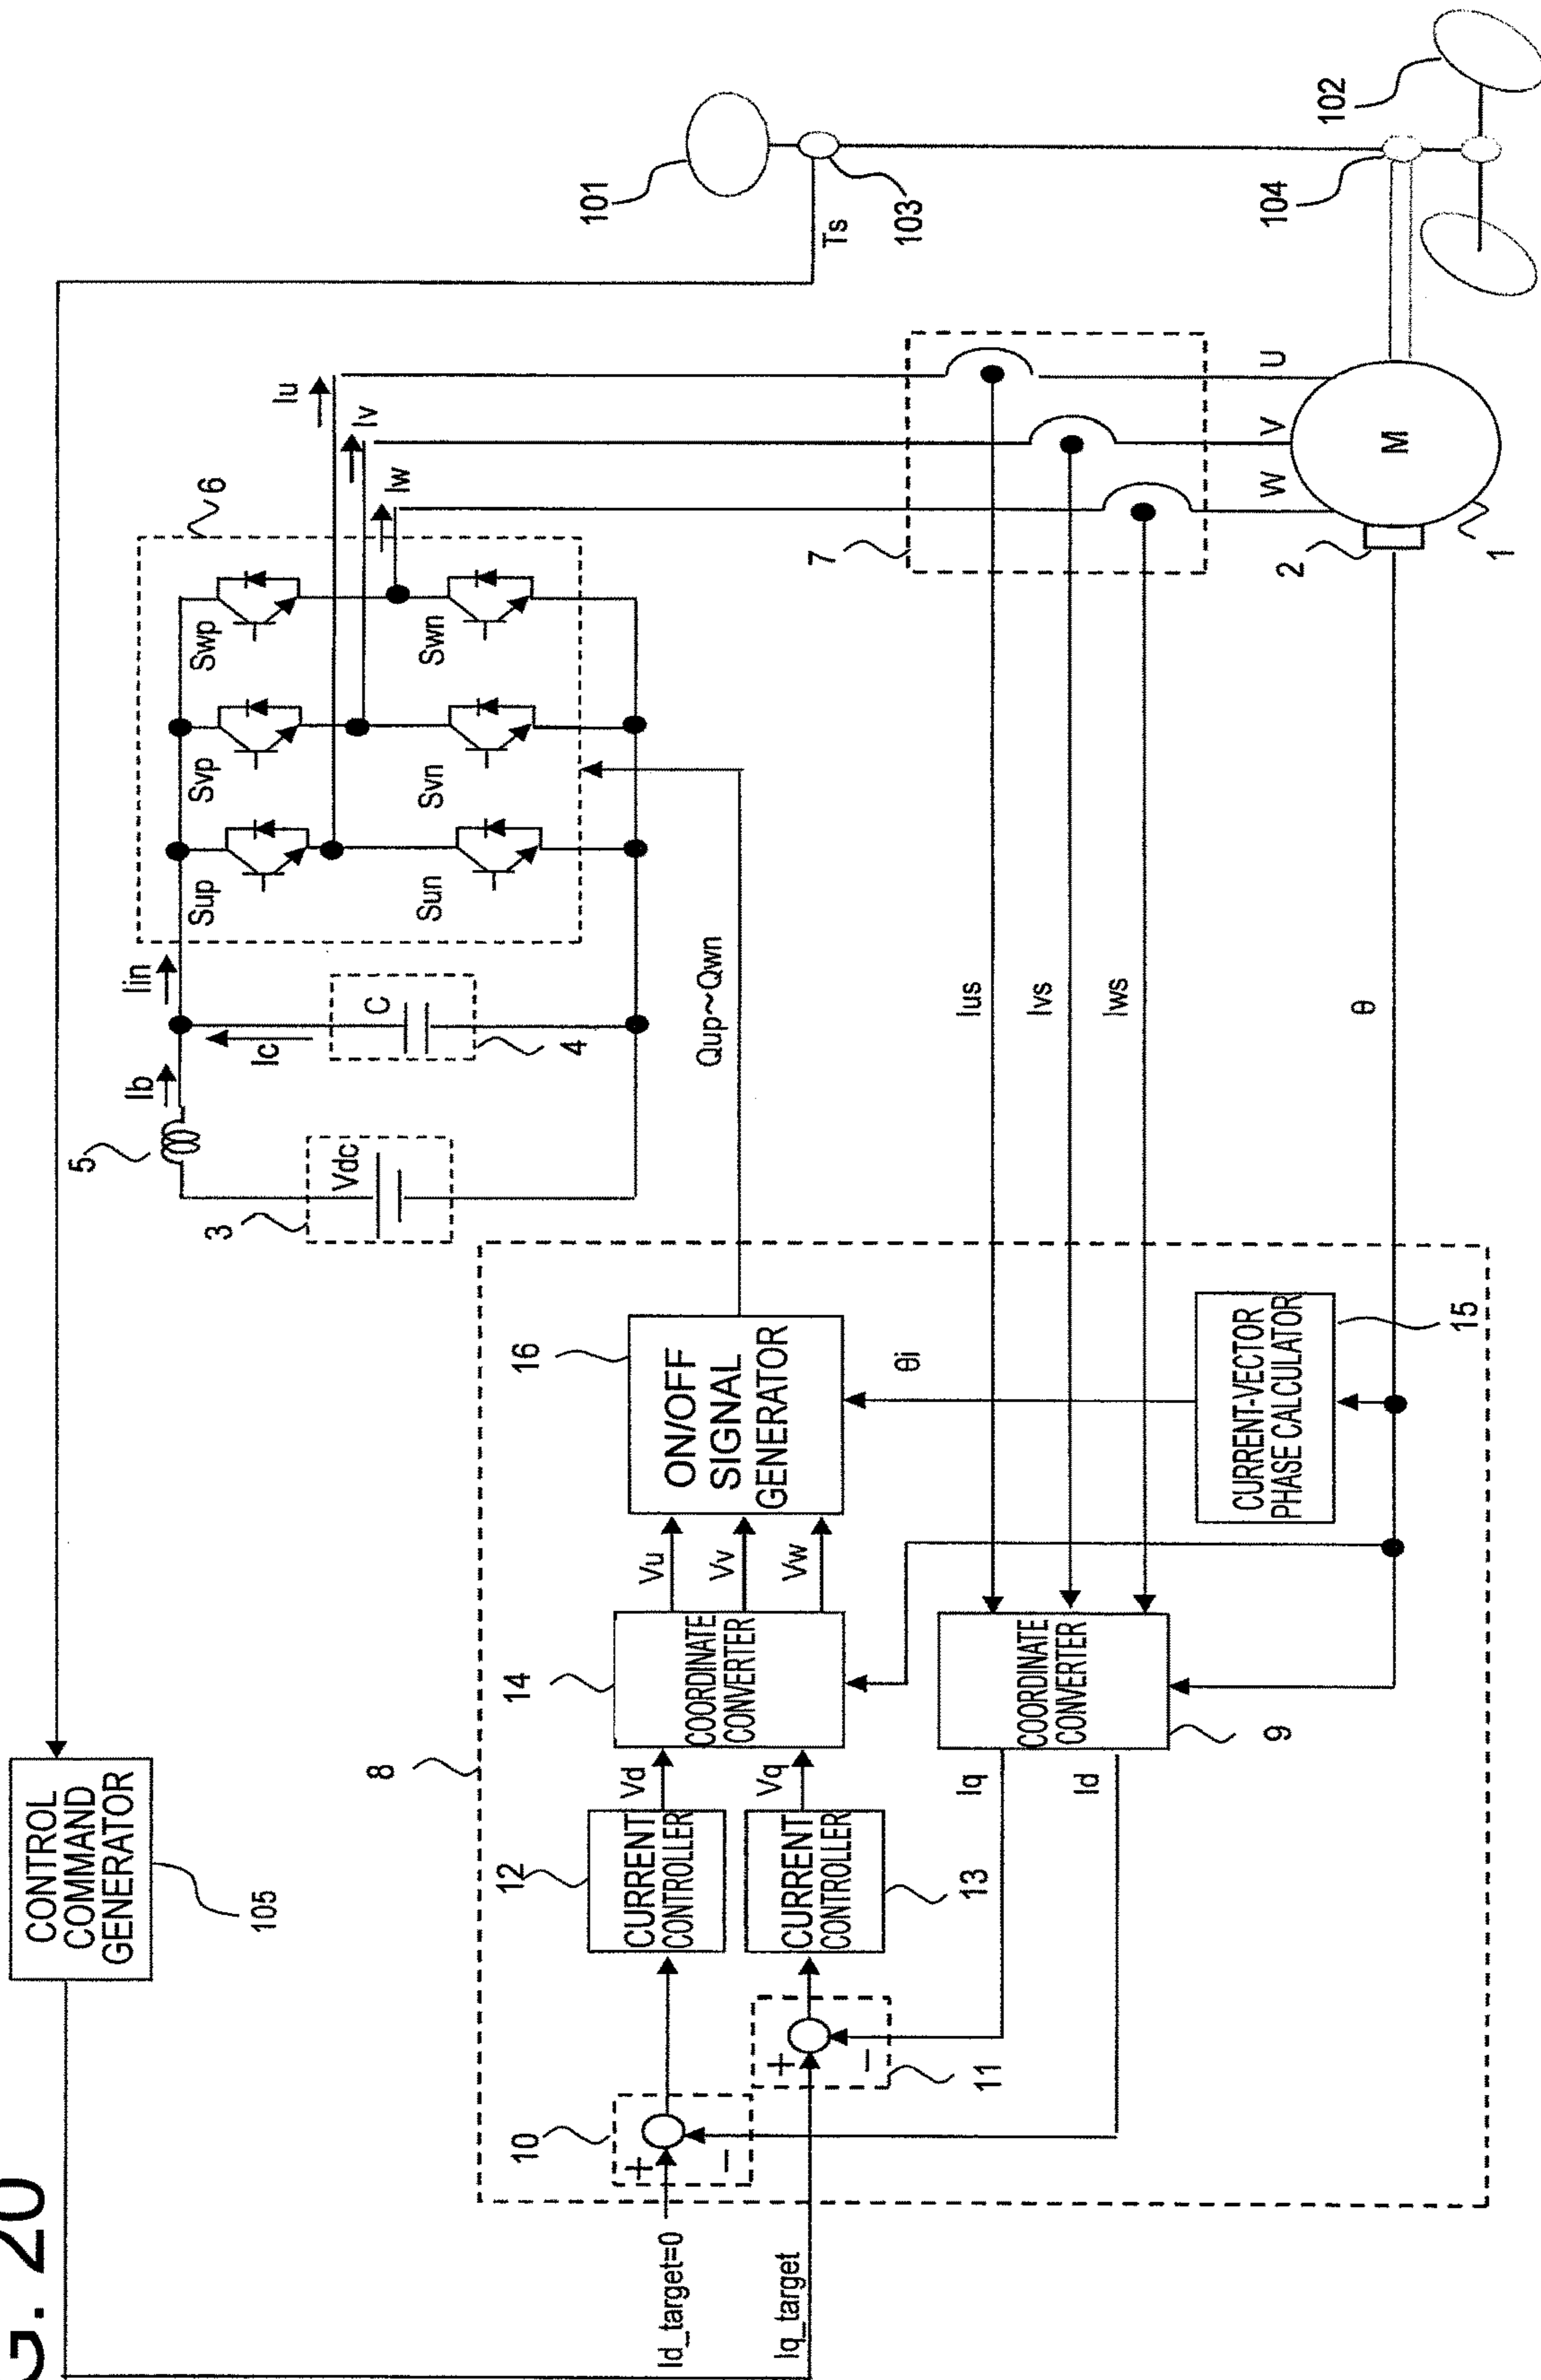 G. 20
CONTROL
COMMAND
GENERATOR
105
Ts
101
103
102
104
5
Ib
Iin
Ic
C
4
3
Vdc
6
Sup
Svp
Swp
Sun
Svn
Swn
Iu
Iv
Iw
7
U
V
W
M
1
2
Qup~Qwn
Ius
Ivs
Iws
θ
8
Id_target=0
Iq_target
10
+
−
11
+
−
12
CURRENT
CONTROLLER
13
CURRENT
CONTROLLER
Vd
Vq
14
COORDINATE
CONVERTER
Vu
Vv
Vw
16
ON/OFF
SIGNAL
GENERATOR
θi
Iq
Id
COORDINATE
CONVERTER
9
CURRENT-VECTOR
PHASE CALCULATOR
15